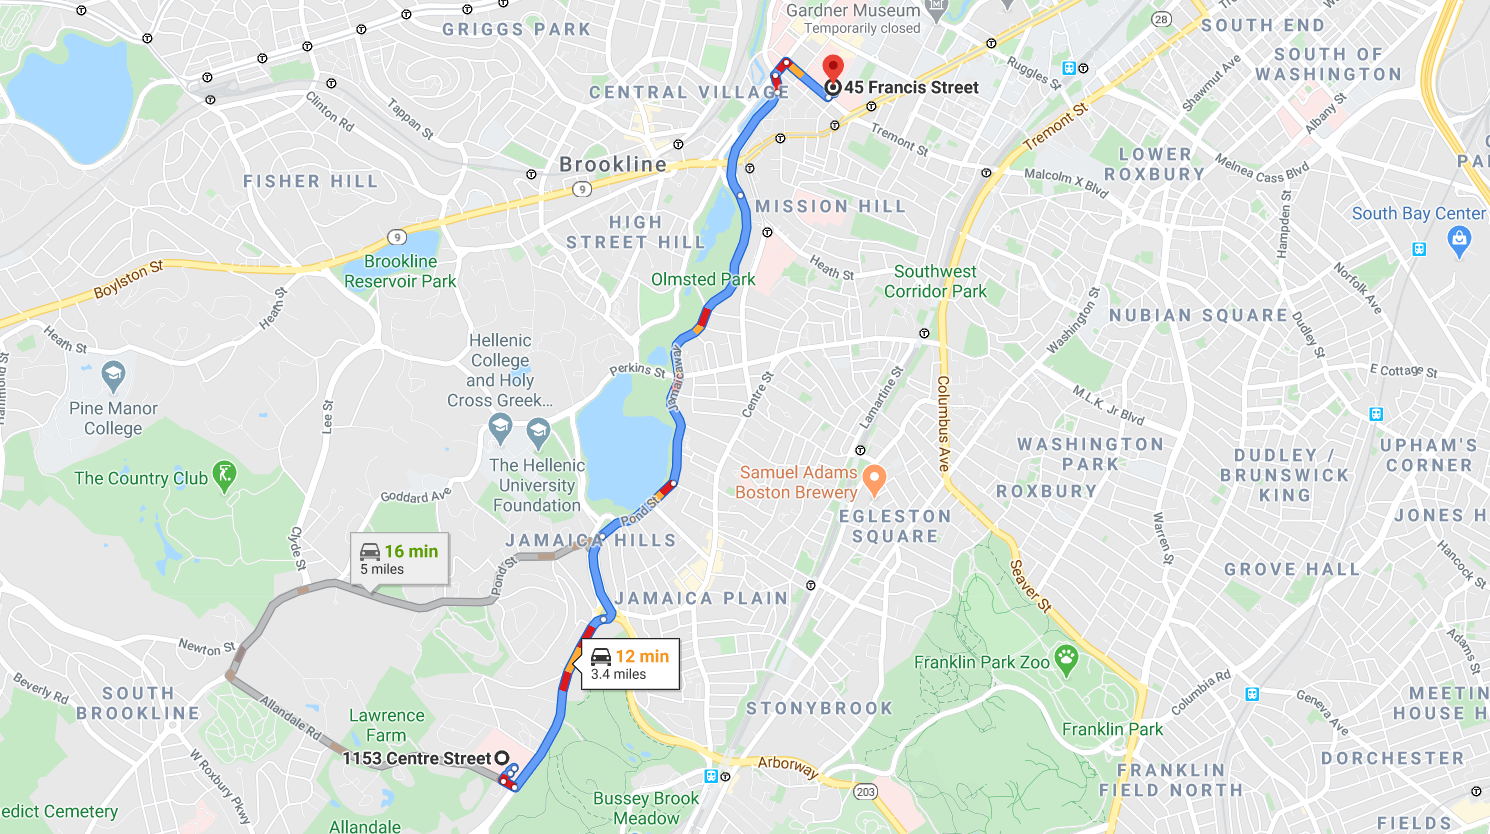 Gardner Museum
Temporarily closed
28
SOUTH END
GRIGGS PARK
SOUTH OF
WASHINGTON
Ruggles St
Shawmut Ave
Albany St
45 Francis Street
CENTRAL VILLAGE
Clinton Rd
Tappan St
Tremont St
Tremont St
Brookline
LOWER
ROXBURY
Melnea Cass Blvd
Malcolm X Blvd
FISHER HILL
9
MISSION HILL
HIGH
STREET HILL
Hampden St
South Bay Center
9
Brookline
Reservoir Park
Boylston St
Heath St
Olmsted Park
Heath St
Southwest
Corridor Park
Norfolk Ave
Washington St
NUBIAN SQUARE
Dudley St
Heath St
Hellenic
College
and Holy
Cross Greek...
Perkins St
Jamaicaway
Centre St
Lamartine St
Columbus Ave
E Cottage St
M.L.K. Jr Blvd
Hammond St
Pine Manor
College
Lee St
WASHINGTON
PARK
DUDLEY /
BRUNSWICK
KING
UPHAM'S
CORNER
The Country Club
The Hellenic
University
Foundation
Samuel Adams
Boston Brewery
ROXBURY
Goddard Ave
Pond St
EGLESTON
SQUARE
Warren St
JONES H
JAMAICA HILLS
Clyde St
16 min
5 miles
Pond St
Seaver St
GROVE HALL
Hancock St
JAMAICA PLAIN
Newton St
12 min
3.4 miles
Franklin Park Zoo
Adams St
Beverly Rd
SOUTH
BROOKLINE
Allandale Rd
Lawrence
Farm
STONYBROOK
Columbia Rd
Geneva Ave
MEETIN
HOUSE H
Franklin Park
1153 Centre Street
W Roxbury Pkwy
Arborway
203
DORCHESTER
FRANKLIN
FIELD NORTH
Bussey Brook
Meadow
edict Cemetery
Allandale
FIELDS